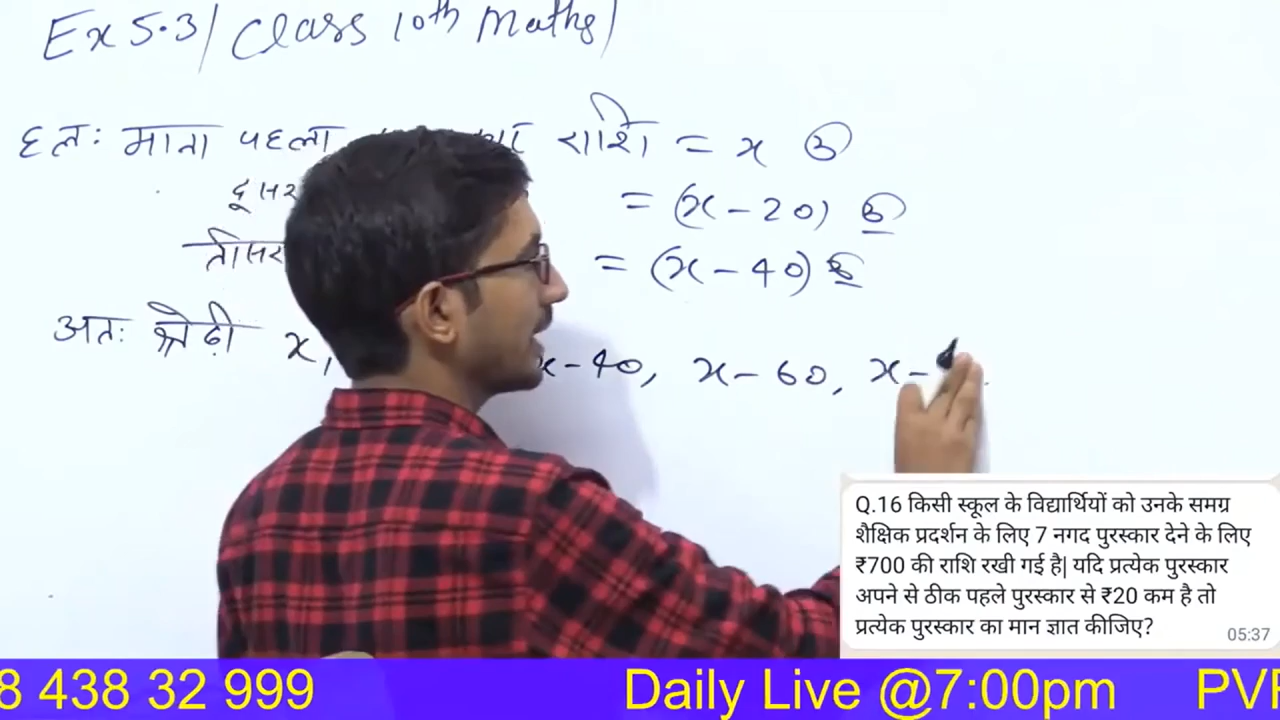 Ex 5.3/ Class 10th Maths/
हलः माना पहला राशि = x रु
दूसर = (x - 20) रु
तीसर = (x - 40) रु
अतः श्रेढ़ी x, x - 40, x - 60, x -
Q.16 किसी स्कूल के विद्यार्थियों को उनके समग्र
शैक्षिक प्रदर्शन के लिए 7 नगद पुरस्कार देने के लिए
₹700 की राशि रखी गई है| यदि प्रत्येक पुरस्कार
अपने से ठीक पहले पुरस्कार से ₹20 कम है तो
प्रत्येक पुरस्कार का मान ज्ञात कीजिए?
05:37
8 438 32 999 Daily Live @7:00pm PVF